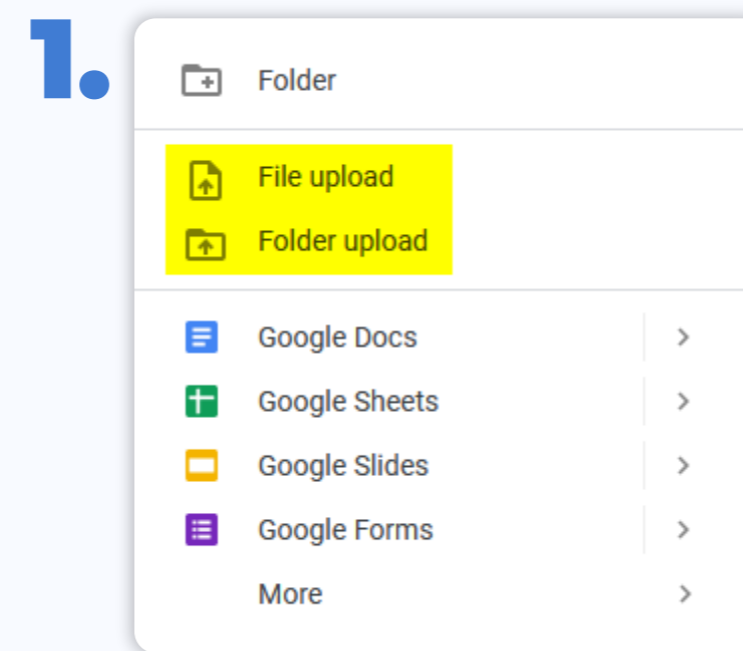 1.
Folder
File upload
Folder upload
Google Docs
Google Sheets
Google Slides
Google Forms
More